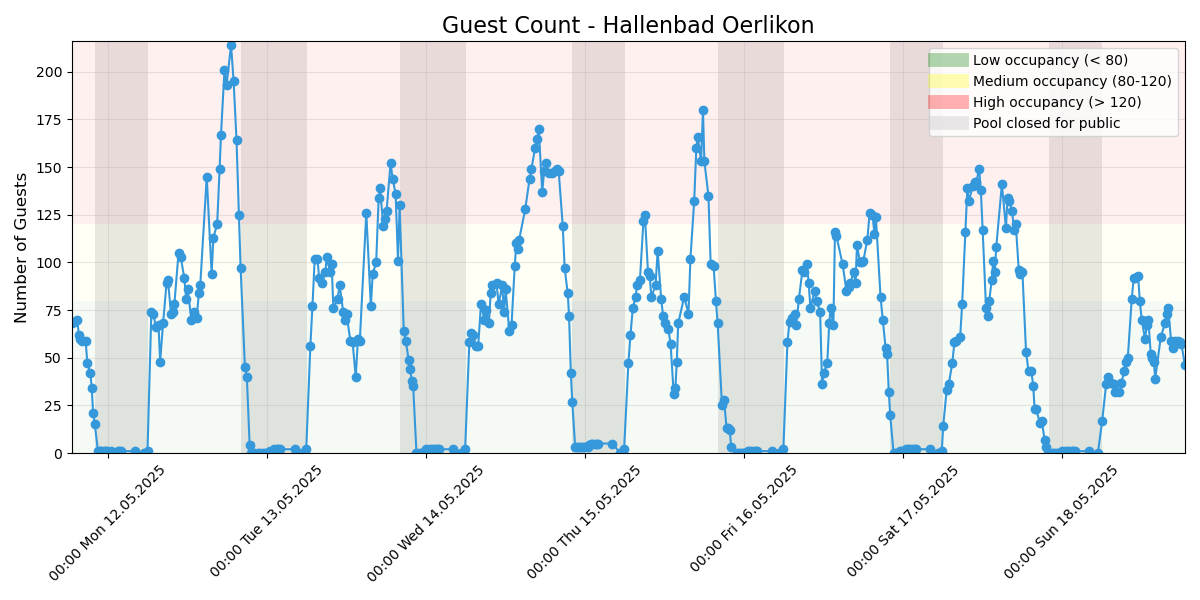 Guest Count - Hallenbad Oerlikon
Low occupancy (< 80)
Medium occupancy (80-120)
High occupancy (> 120)
Pool closed for public
Number of Guests
200
175
150
125
100
75
50
25
0
00:00 Mon 12.05.2025
00:00 Tue 13.05.2025
00:00 Wed 14.05.2025
00:00 Thu 15.05.2025
00:00 Fri 16.05.2025
00:00 Sat 17.05.2025
00:00 Sun 18.05.2025